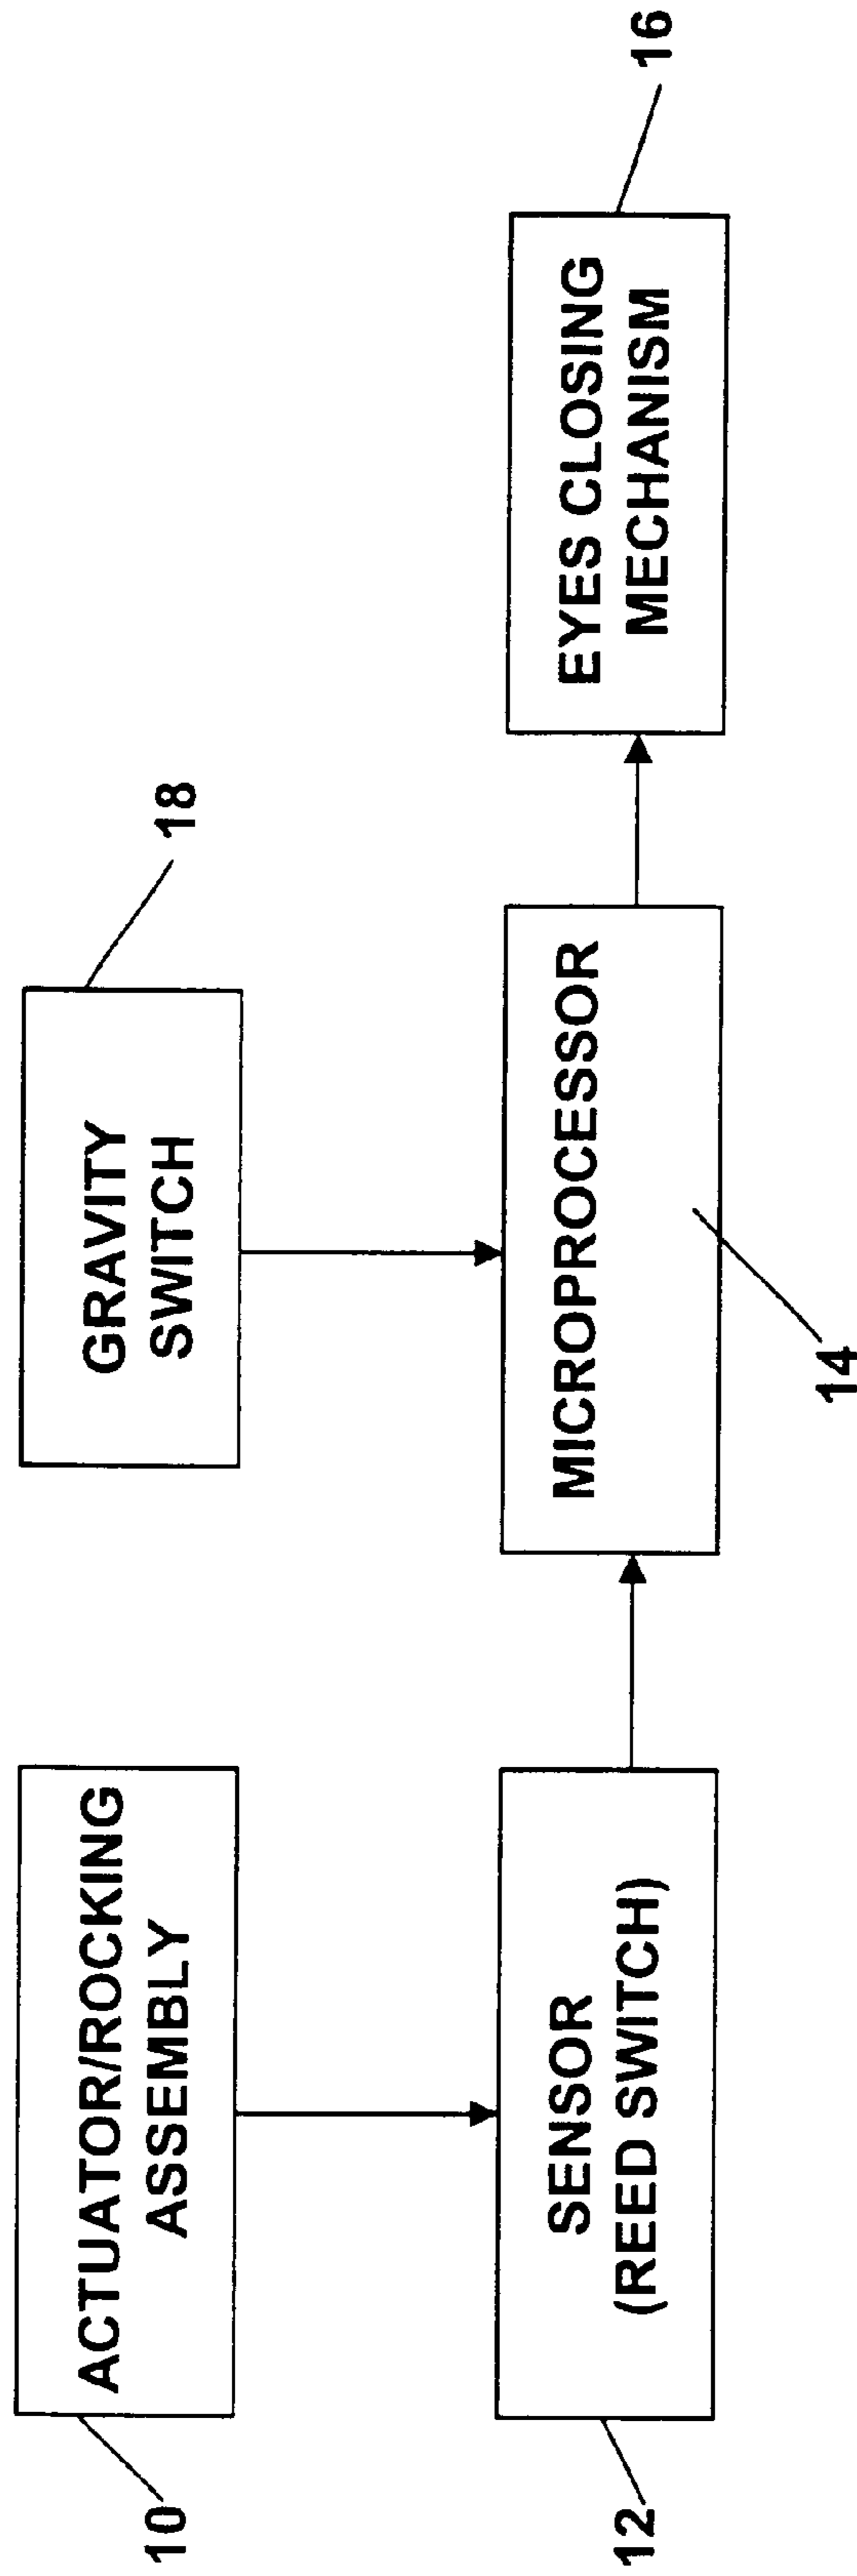 10
ACTUATOR/ROCKING
ASSEMBLY
GRAVITY
SWITCH
18
12
SENSOR
(REED SWITCH)
MICROPROCESSOR
14
EYES CLOSING
MECHANISM
16